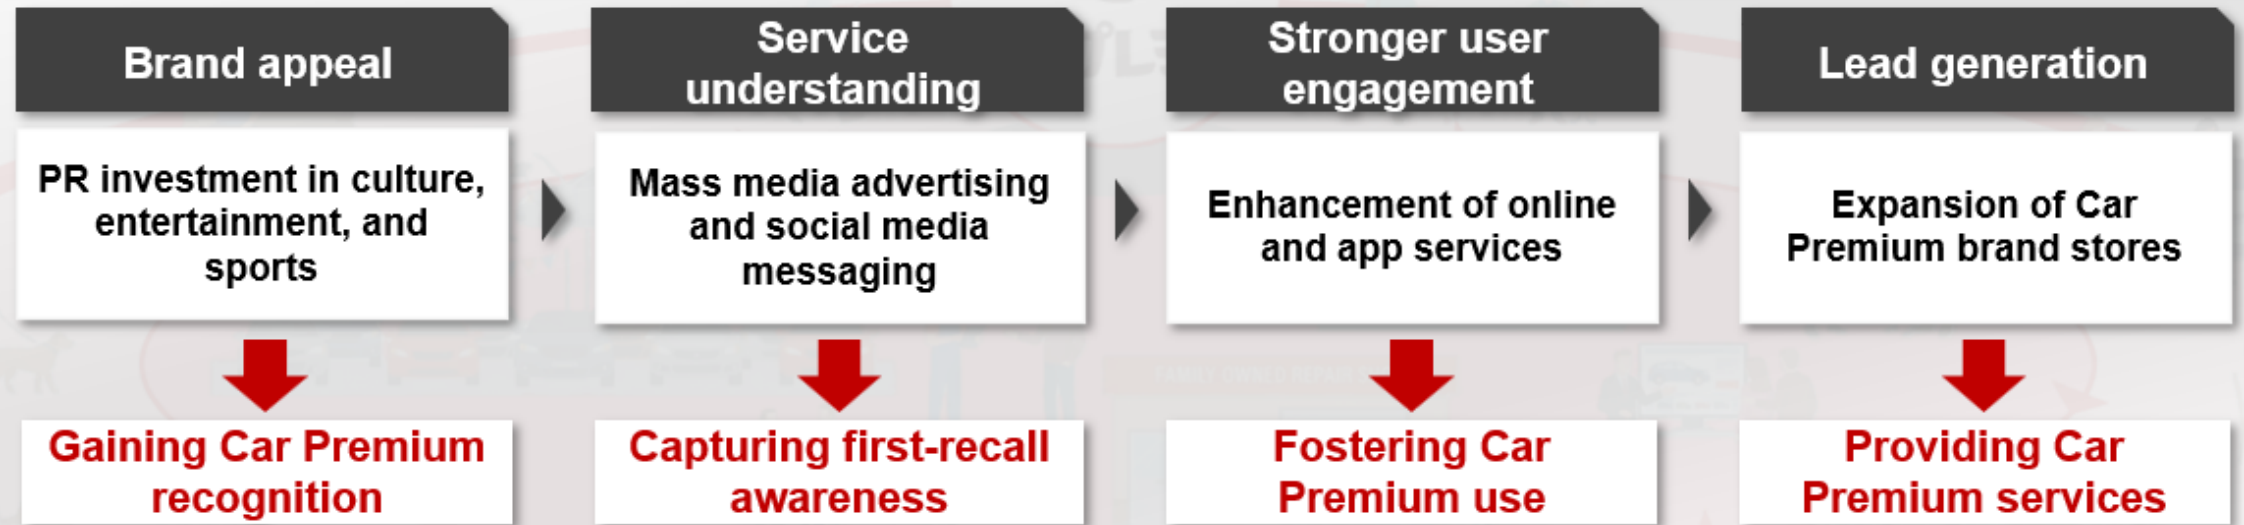 Brand appeal
Service
understanding
Stronger user
engagement
Lead generation
PR investment in culture,
entertainment, and
sports
Mass media advertising
and social media
messaging
Enhancement of online
and app services
Expansion of Car
Premium brand stores
Gaining Car Premium
recognition
Capturing first-recall
awareness
Fostering Car
Premium use
Providing Car
Premium services